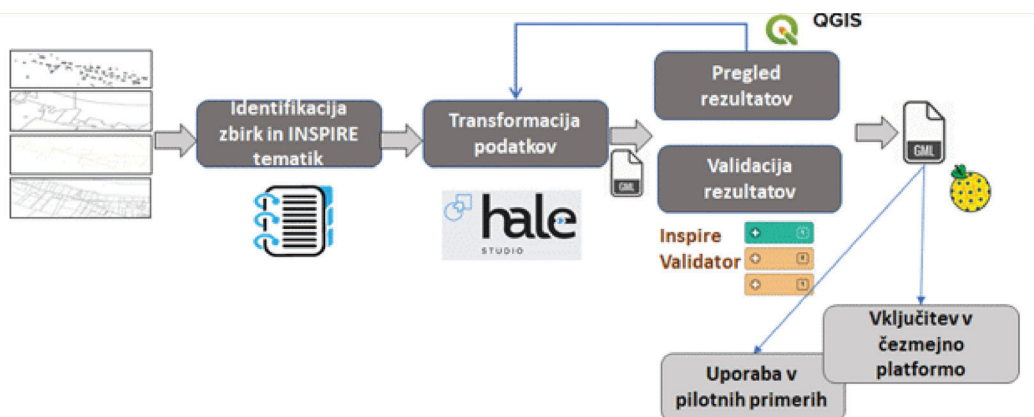 QGIS
Identifikacija
zbirk in INSPIRE
tematik
Transformacija
podatkov
Pregled
rezultatov
Validacija
rezultatov
GML
GML
hale
STUDIO
Inspire
Validator
Vključitev v
čezmejno
platformo
Uporaba v
pilotnih primerih